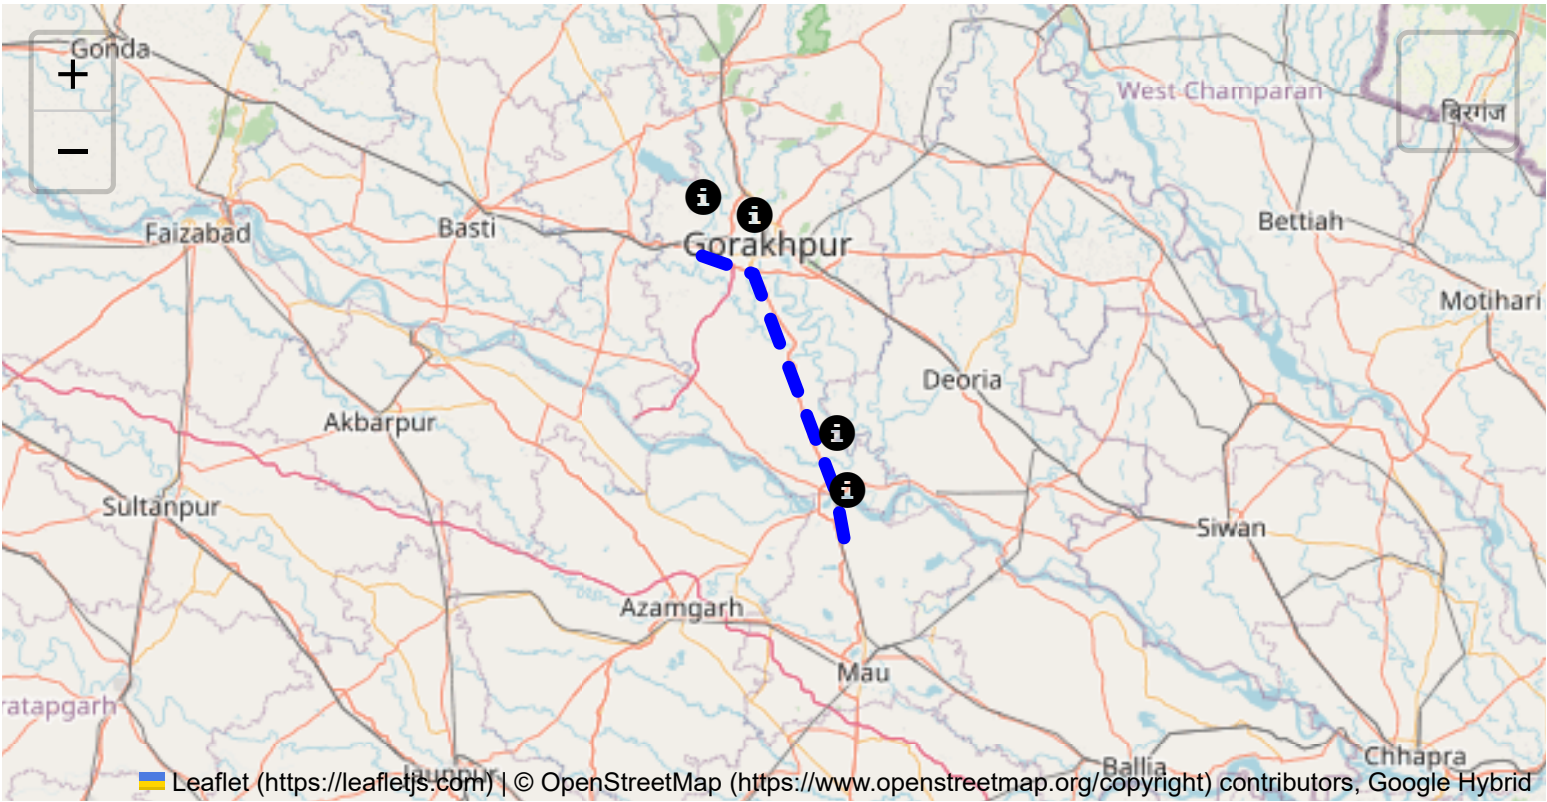 Gonda
+
West Champaran
बिरगंज
−
i
i
Basti
Bettiah
Faizabad
Gorakhpur
Motihari
Deoria
Akbarpur
i
i
Sultanpur
Siwan
Azamgarh
Mau
ratapgarh
Chhapra
Ballia
Jaunpur
Leaflet (https://leafletjs.com) | © OpenStreetMap (https://www.openstreetmap.org/copyright) contributors, Google Hybrid